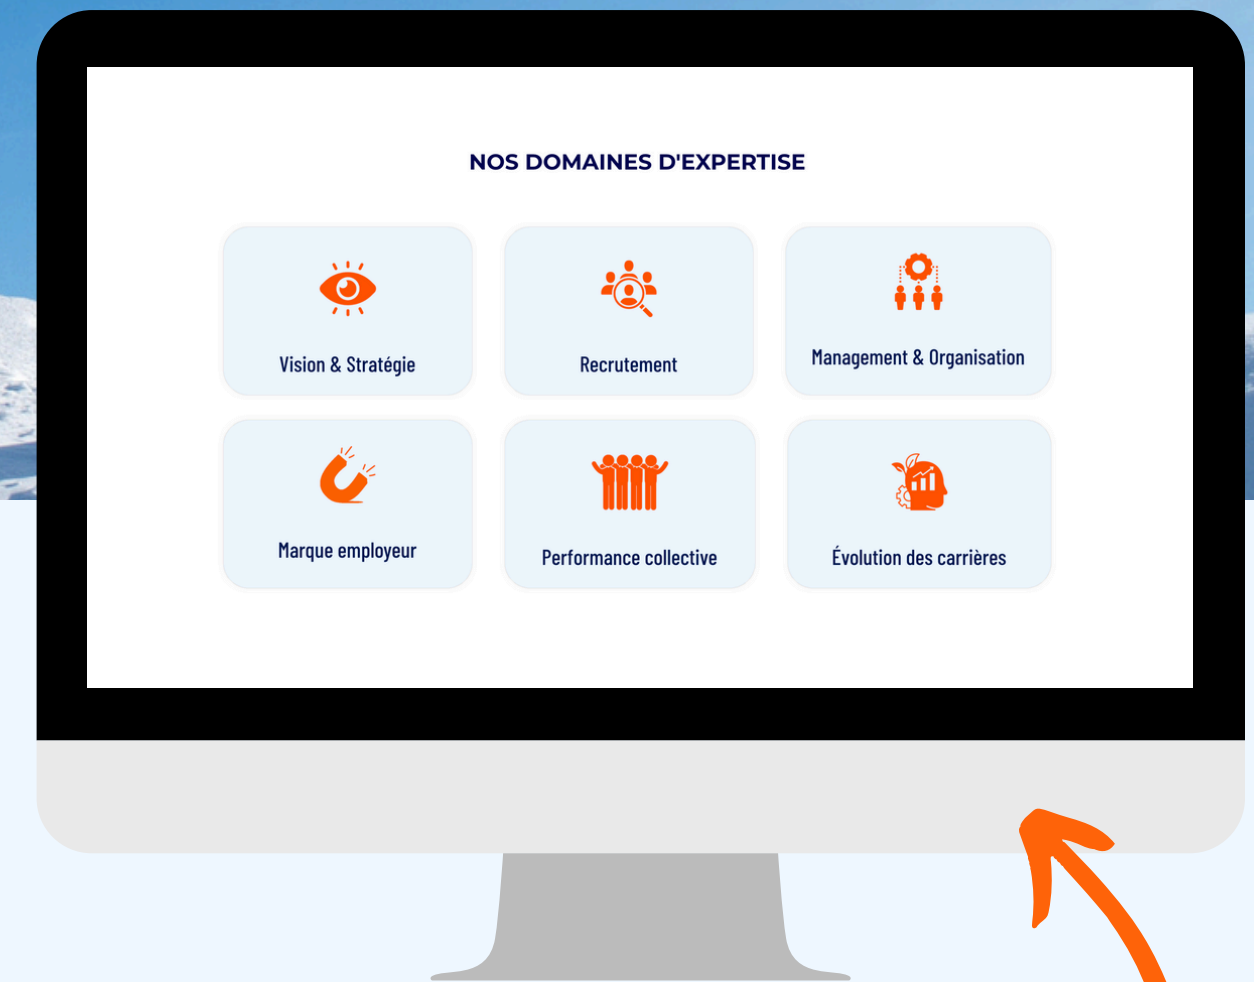 NOS DOMAINES D'EXPERTISE
Vision & Stratégie
Recrutement
Management & Organisation
Marque employeur
Performance collective
Évolution des carrières